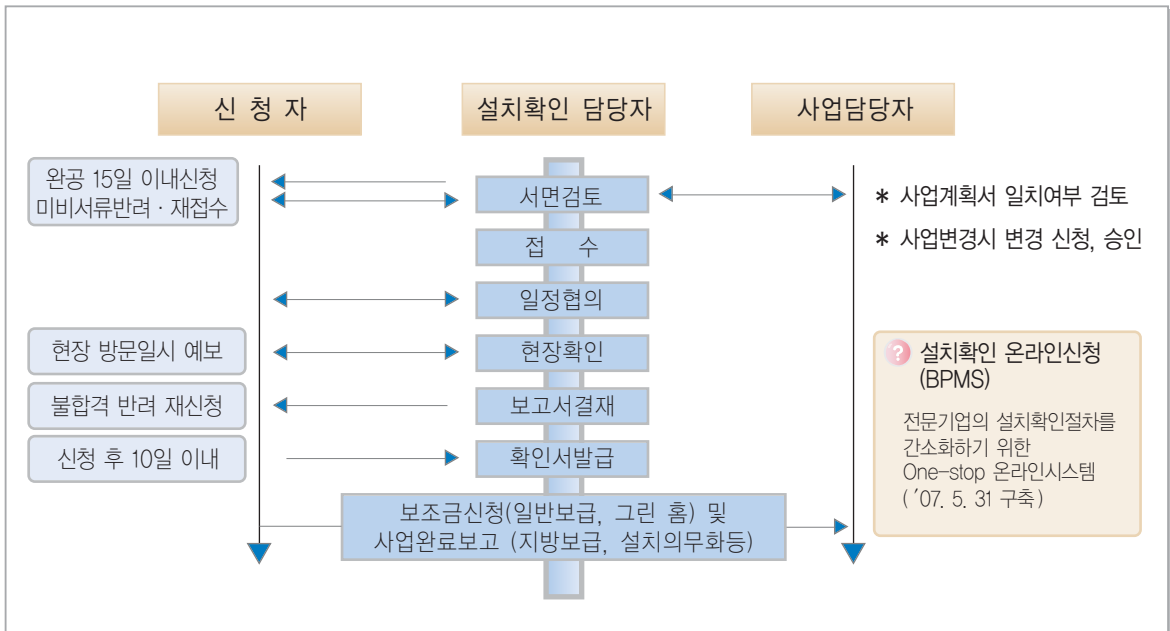 신 청 자
설치확인 담당자
사업담당자
완공 15일 이내신청
미비서류반려 · 재접수
서면검토
* 사업계획서 일치여부 검토
* 사업변경시 변경 신청, 승인
접 수
일정협의
현장 방문일시 예보
현장확인
불합격 반려 재신청
보고서결재
신청 후 10일 이내
확인서발급
? 설치확인 온라인신청
(BPMS)
전문기업의 설치확인절차를
간소화하기 위한
One-stop 온라인시스템
( '07. 5. 31 구축 )
보조금신청(일반보급, 그린 홈) 및
사업완료보고 (지방보급, 설치의무화등)